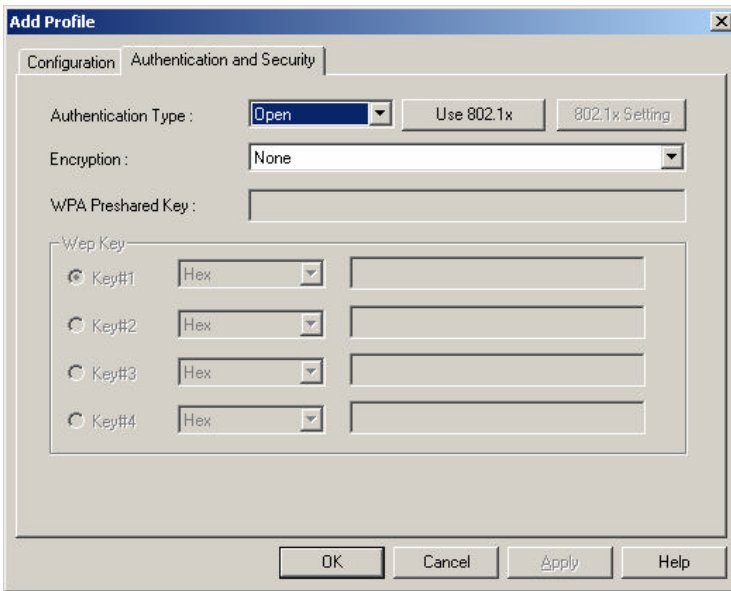 Add Profile
Configuration Authentication and Security
Authentication Type : Open Use 802.1x 802.1x Setting
Encryption : None
WPA Preshared Key :
Wep Key
Key#1 Hex
Key#2 Hex
Key#3 Hex
Key#4 Hex
OK Cancel Apply Help